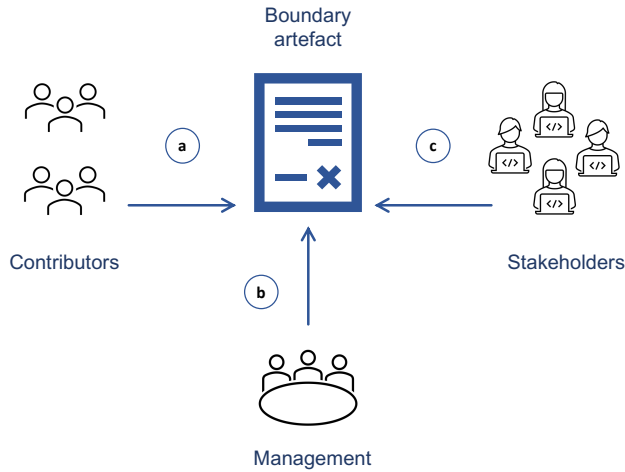 Boundary
artefact
a
c
</>
</>
</>
</>
Contributors
Stakeholders
b
Management